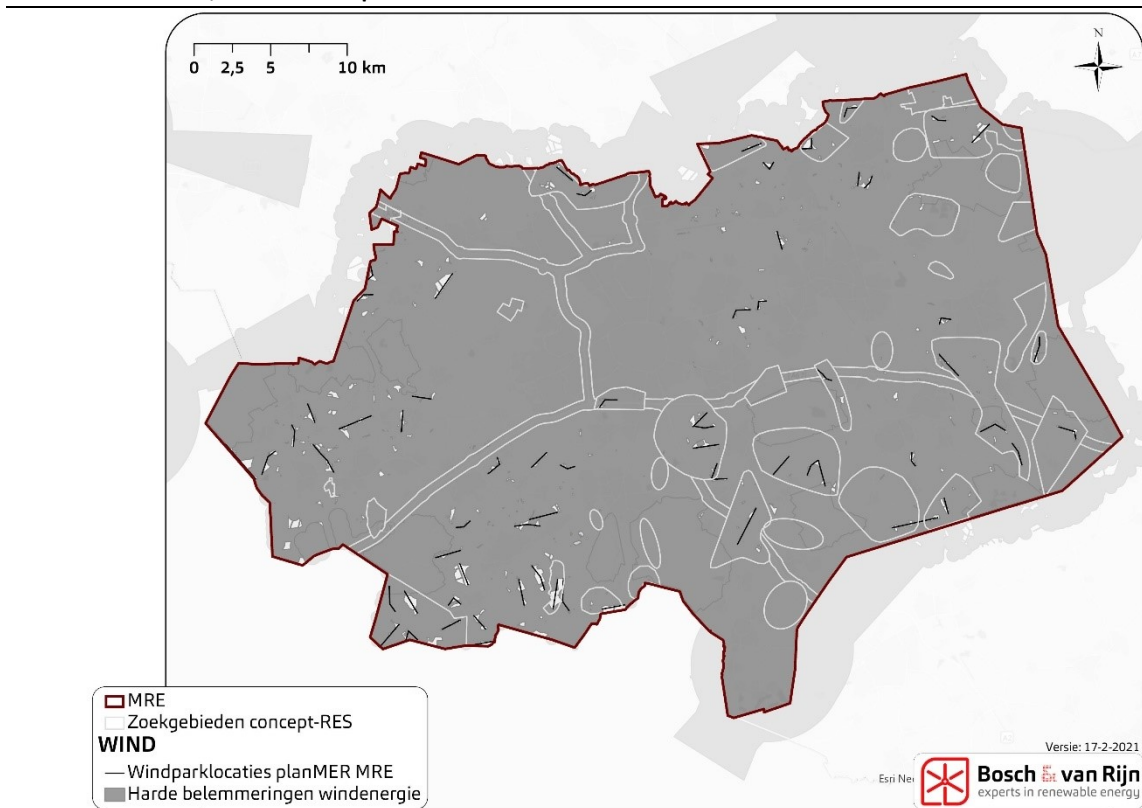 N
0 2,5 5 10 km
MRE
Zoekgebieden concept-RES
WIND
Windparklocaties planMER MRE
Harde belemmeringen windenergie
Versie: 17-2-2021
Esri
Bosch & van Rijn
experts in renewable energy